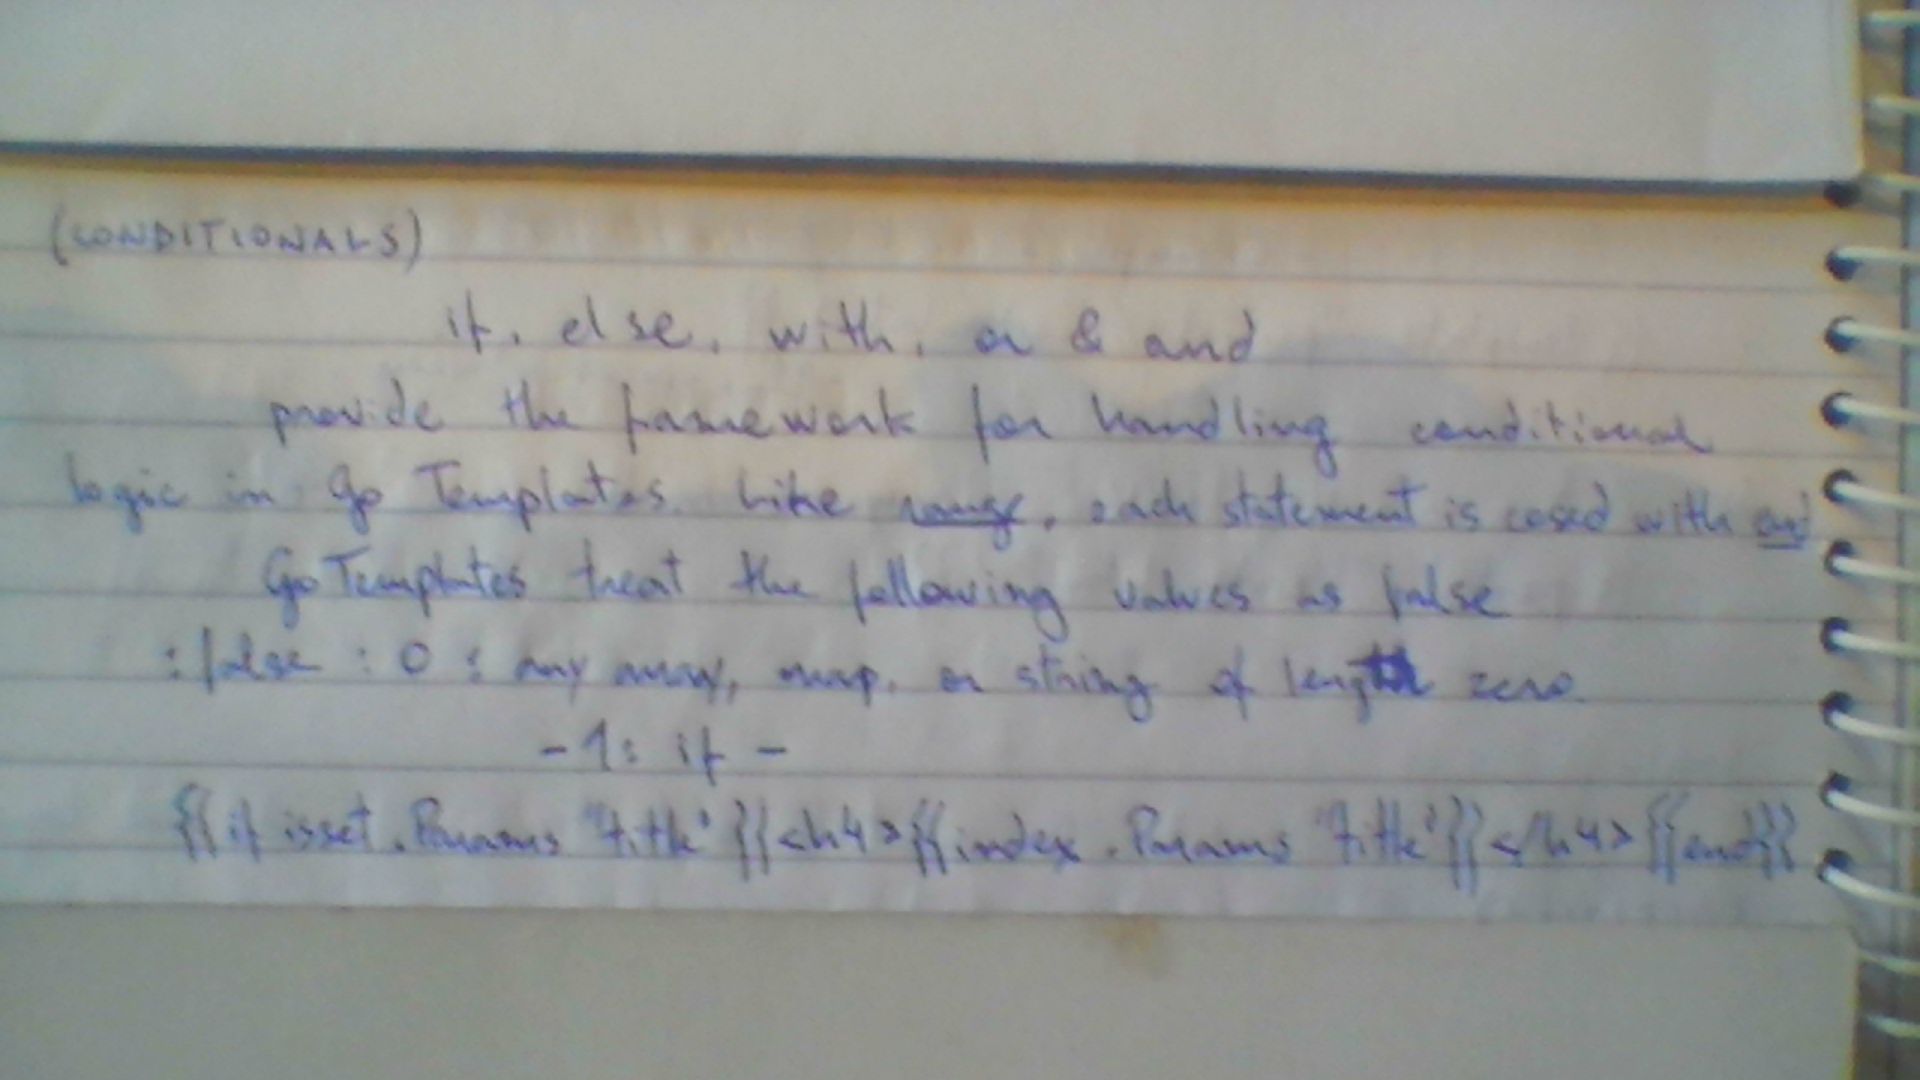 (CONDITIONALS)
if, else, with, or & and
provide the framework for handling conditional
logic in Go Templates. Like range, each statement is cosed with end
Go Templates treat the following values as false
: false : 0 : any array, map, or string of length zero.
- 1: if -
{{if isset .Params "title" }}<h4>{{index .Params "title"}}</h4>{{end}}